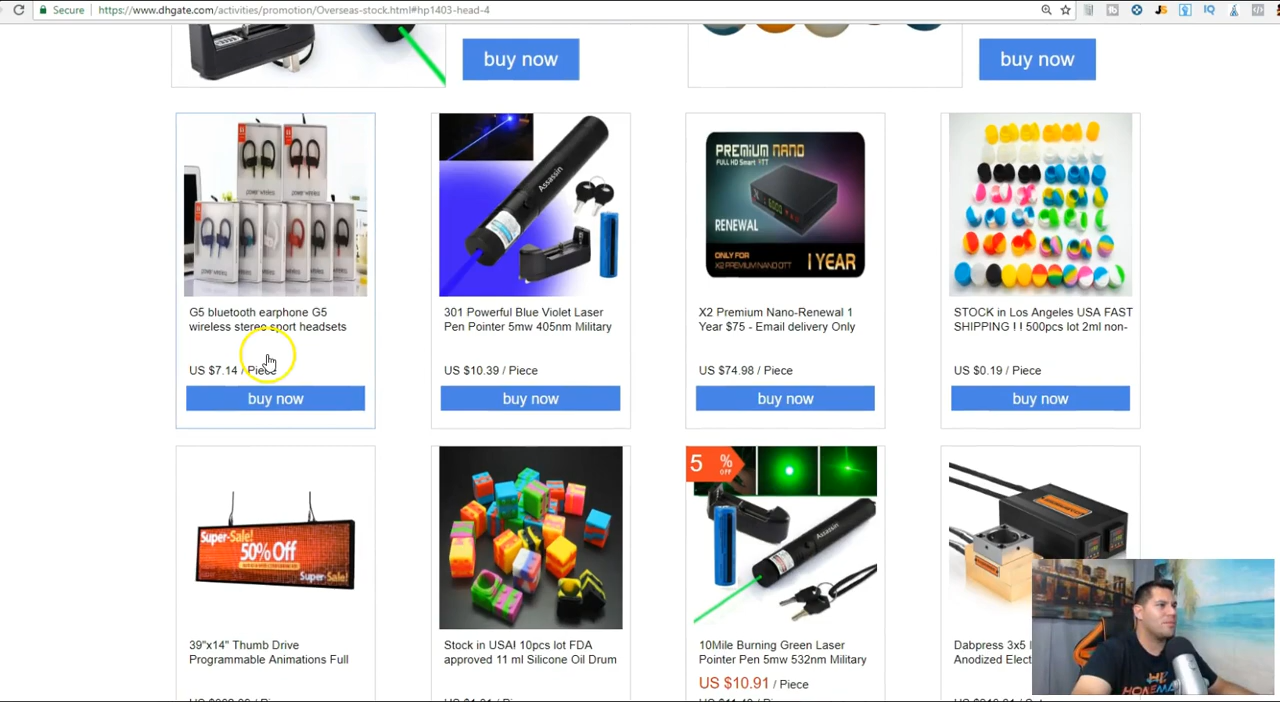 Secure
https://www.dhgate.com/activities/promotion/Overseas-stock.html#hp1403-head-4
JS
IQ
buy now
buy now
POWER WIRELESS
Assassin
PREMIUM NANO
FULL HD Smart
RENEWAL
ONLY FOR
X2 PREMIUM NANO OTT
1 YEAR
G5 bluetooth earphone G5
wireless stereo sport headsets
US $7.14 / Piece
buy now
301 Powerful Blue Violet Laser
Pen Pointer 5mw 405nm Military
US $10.39 / Piece
buy now
X2 Premium Nano-Renewal 1
Year $75 - Email delivery Only
US $74.98 / Piece
buy now
STOCK in Los Angeles USA FAST
SHIPPING ! ! 500pcs lot 2ml non-
US $0.19 / Piece
buy now
Super-Sale!
50% Off
Super-Sale!
5 %
OFF
Assassin
39"x14" Thumb Drive
Programmable Animations Full
Stock in USA! 10pcs lot FDA
approved 11 ml Silicone Oil Drum
10Mile Burning Green Laser
Pointer Pen 5mw 532nm Military
US $10.91 / Piece
Dabpress 3x5
Anodized